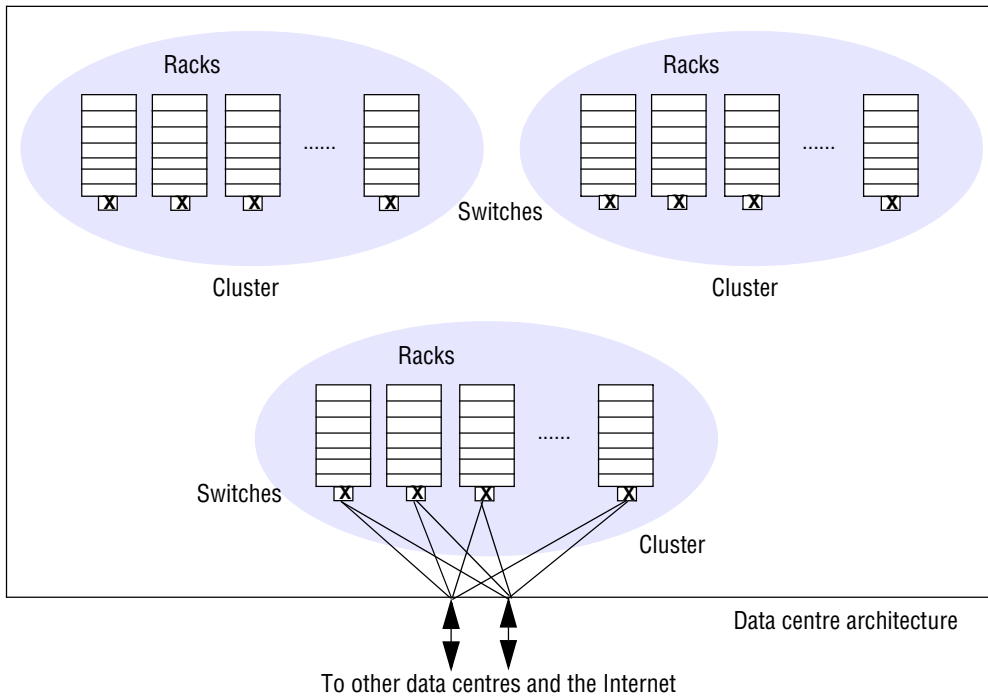 Racks
Racks
......
......
X X X X
X X X X
Switches
Cluster
Cluster
Racks
......
Switches
X X X X
Cluster
Data centre architecture
To other data centres and the Internet